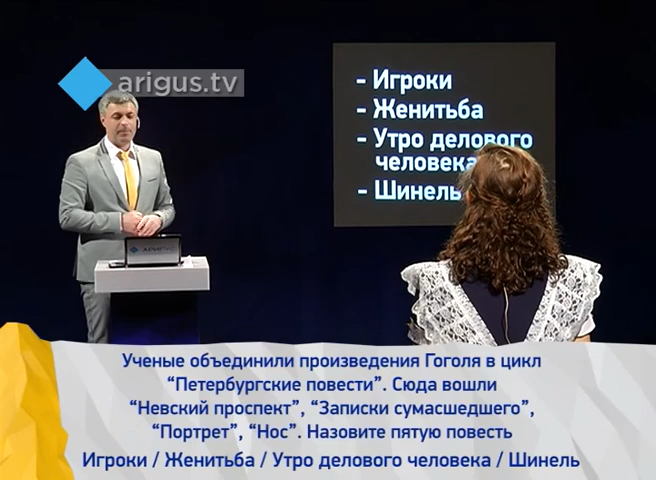 arigus.tv
- Игроки
- Женитьба
- Утро делового
человека
- Шинель
Ученые объединили произведения Гоголя в цикл
“Петербургские повести”. Сюда вошли
“Невский проспект”, “Записки сумасшедшего”,
“Портрет”, “Нос”. Назовите пятую повесть
Игроки / Женитьба / Утро делового человека / Шинель